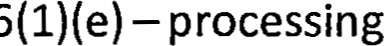 6(1)(e) – processing